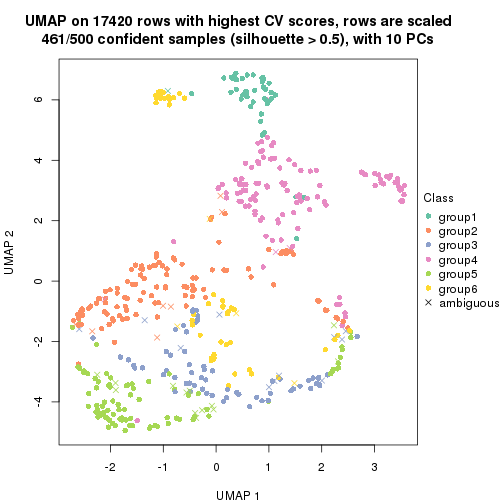 UMAP on 17420 rows with highest CV scores, rows are scaled
461/500 confident samples (silhouette > 0.5), with 10 PCs
6
4
2
0
-2
-4
UMAP 2
-2
-1
0
1
2
3
UMAP 1
Class
group1
group2
group3
group4
group5
group6
ambiguous